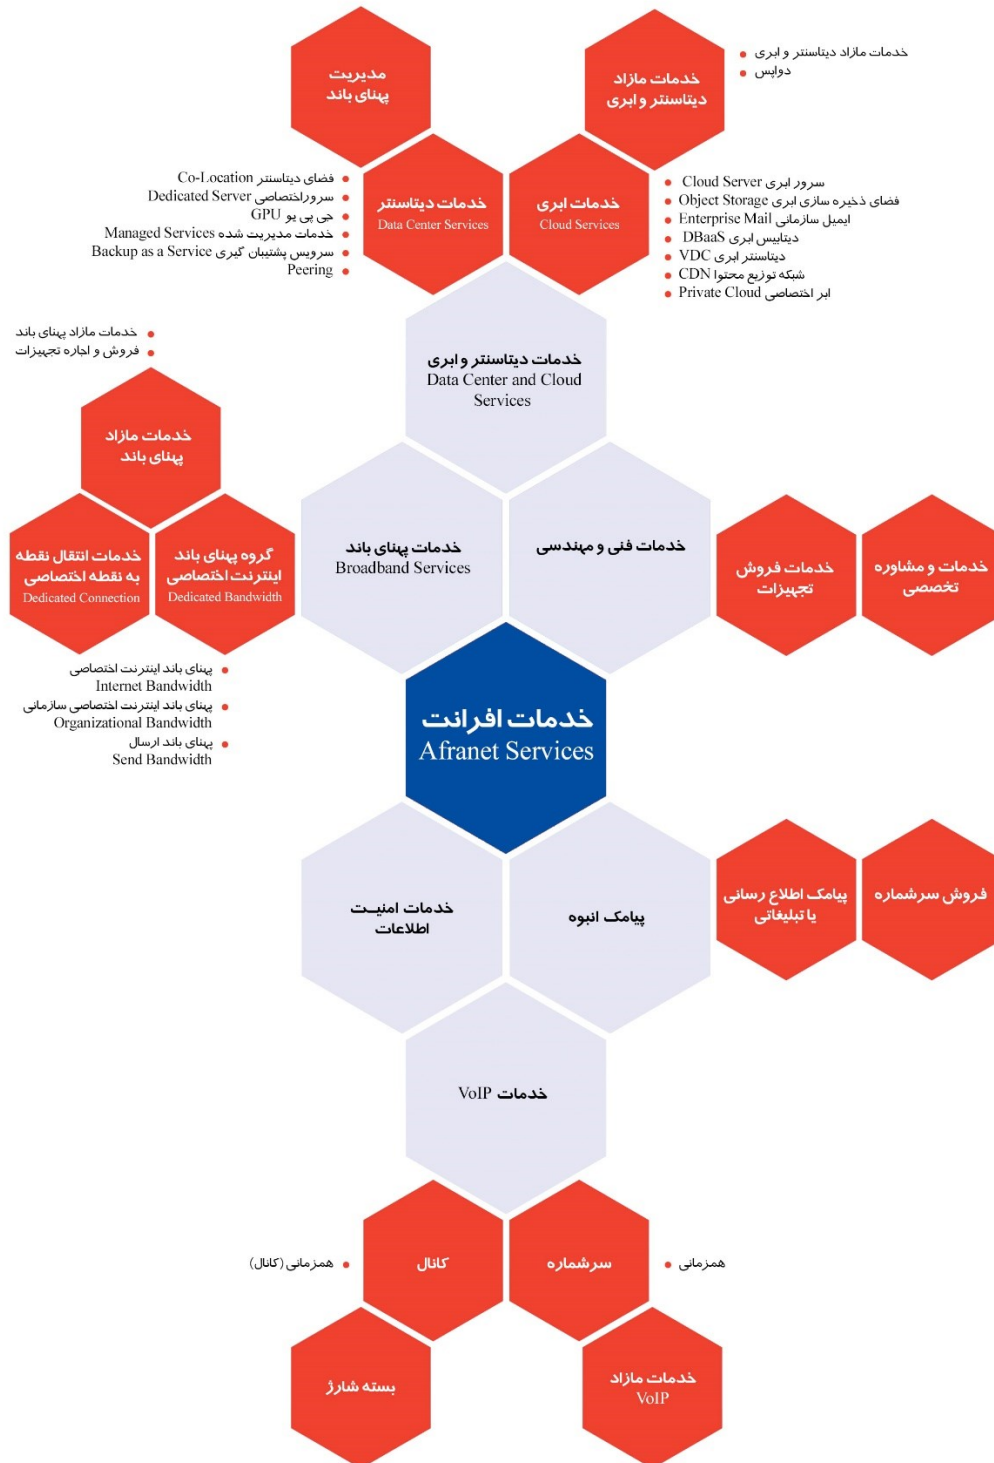 مدیریت
پهنای باند
خدمات مازاد
دیتاسنتر و ابری
خدمات مازاد دیتاسنتر و ابری
دواپس
خدمات دیتاسنتر
Data Center Services
فضای دیتاسنتر Co-Location
سروراختصاصی Dedicated Server
جی پی یو GPU
خدمات مدیریت شده Managed Services
سرویس پشتیبان گیری Backup as a Service
Peering
خدمات ابری
Cloud Services
سرور ابری Cloud Server
فضای ذخیره سازی ابری Object Storage
ایمیل سازمانی Enterprise Mail
دیتابیس ابری DBaaS
دیتاسنتر ابری VDC
شبکه توزیع محتوا CDN
ابر اختصاصی Private Cloud
خدمات دیتاسنتر و ابری
Data Center and Cloud
Services
خدمات مازاد پهنای باند
فروش و اجاره تجهیزات
خدمات مازاد
پهنای باند
خدمات انتقال نقطه
به نقطه اختصاصی
Dedicated Connection
گروه پهنای باند
اینترنت اختصاصی
Dedicated Bandwidth
پهنای باند اینترنت اختصاصی
Internet Bandwidth
پهنای باند اینترنت اختصاصی سازمانی
Organizational Bandwidth
پهنای باند ارسال
Send Bandwidth
خدمات پهنای باند
Broadband Services
خدمات فنی و مهندسی
خدمات فروش
تجهیزات
خدمات و مشاوره
تخصصی
خدمات افرانت
Afranet Services
خدمات امنیت
اطلاعات
پیامک انبوه
پیامک اطلاع رسانی
یا تبلیغاتی
فروش سرشماره
خدمات VoIP
کانال
همزمانی (کانال)
سرشماره
همزمانی
بسته شارژ
خدمات مازاد
VoIP